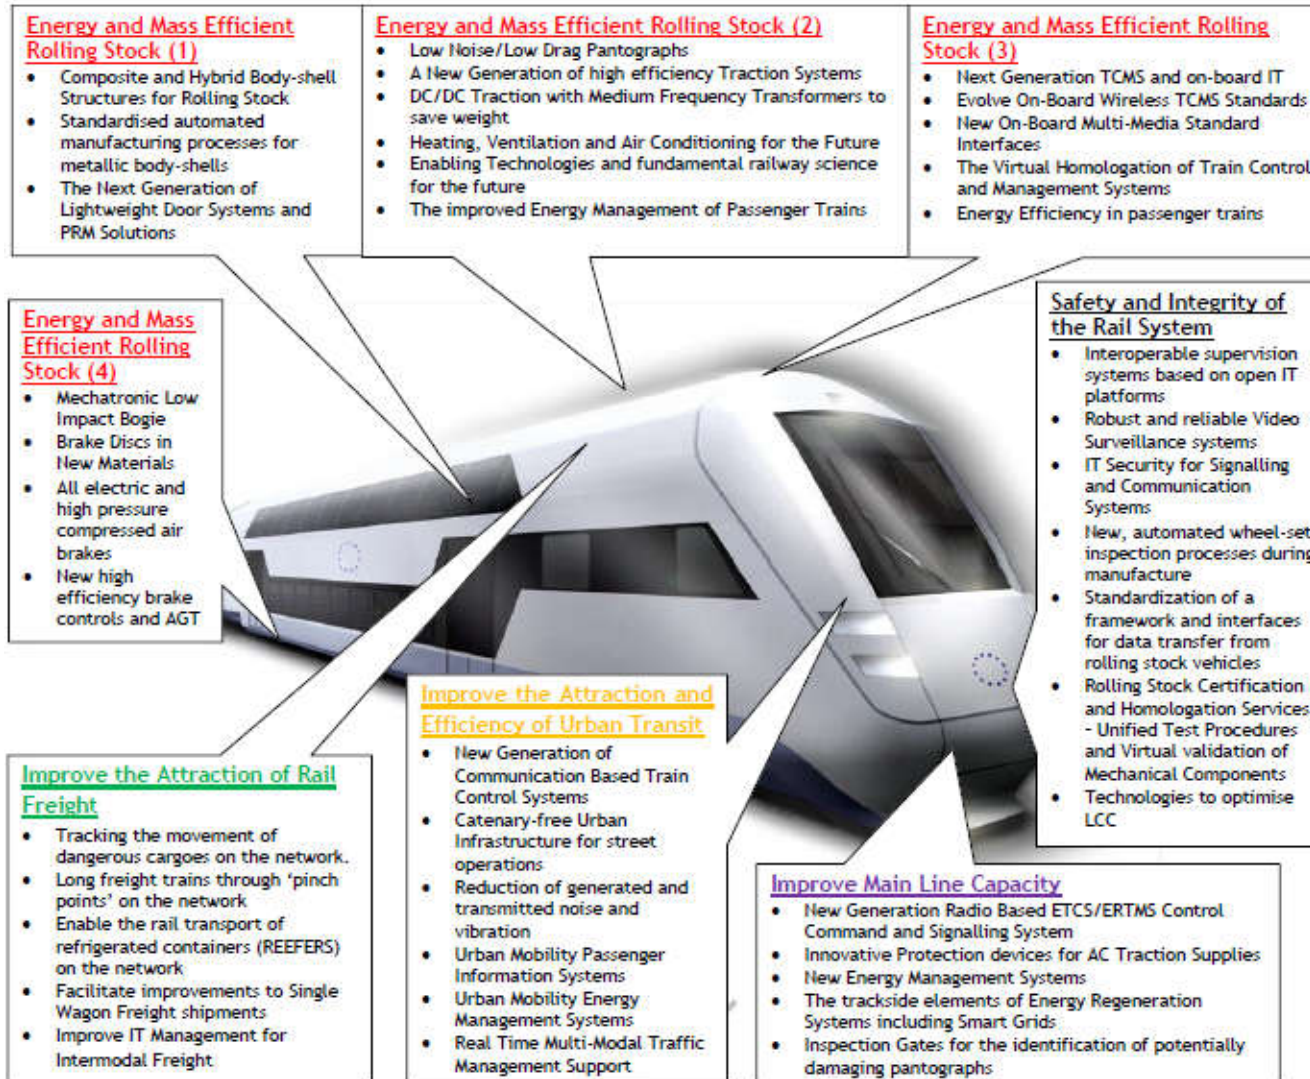 Energy and Mass Efficient
Rolling Stock (1)
• Composite and Hybrid Body-shell
Structures for Rolling Stock
• Standardised automated
manufacturing processes for
metallic body-shells
• The Next Generation of
Lightweight Door Systems and
PRM Solutions
Energy and Mass Efficient Rolling Stock (2)
• Low Noise/Low Drag Pantographs
• A New Generation of high efficiency Traction Systems
• DC/DC Traction with Medium Frequency Transformers to
save weight
• Heating, Ventilation and Air Conditioning for the Future
• Enabling Technologies and fundamental railway science
for the future
• The improved Energy Management of Passenger Trains
Energy and Mass Efficient Rolling
Stock (3)
• Next Generation TCMS and on-board IT
• Evolve On-Board Wireless TCMS Standards
• New On-Board Multi-Media Standard
Interfaces
• The Virtual Homologation of Train Control
and Management Systems
• Energy Efficiency in passenger trains
Energy and Mass
Efficient Rolling
Stock (4)
• Mechatronic Low
Impact Bogie
• Brake Discs in
New Materials
• All electric and
high pressure
compressed air
brakes
• New high
efficiency brake
controls and AGT
Safety and Integrity of
the Rail System
• Interoperable supervision
systems based on open IT
platforms
• Robust and reliable Video
Surveillance systems
• IT Security for Signalling
and Communication
Systems
• New, automated wheel-set
inspection processes during
manufacture
• Standardization of a
framework and interfaces
for data transfer from
rolling stock vehicles
• Rolling Stock Certification
and Homologation Services
- Unified Test Procedures
and Virtual validation of
Mechanical Components
• Technologies to optimise
LCC
Improve the Attraction of Rail
Freight
• Tracking the movement of
dangerous cargoes on the network.
• Long freight trains through ‘pinch
points’ on the network
• Enable the rail transport of
refrigerated containers (REEFERS)
on the network
• Facilitate improvements to Single
Wagon Freight shipments
• Improve IT Management for
Intermodal Freight
Improve the Attraction and
Efficiency of Urban Transit
• New Generation of
Communication Based Train
Control Systems
• Catenary-free Urban
Infrastructure for street
operations
• Reduction of generated and
transmitted noise and
vibration
• Urban Mobility Passenger
Information Systems
• Urban Mobility Energy
Management Systems
• Real Time Multi-Modal Traffic
Management Support
Improve Main Line Capacity
• New Generation Radio Based ETCS/ERTMS Control
Command and Signalling System
• Innovative Protection devices for AC Traction Supplies
• New Energy Management Systems
• The trackside elements of Energy Regeneration
Systems including Smart Grids
• Inspection Gates for the identification of potentially
damaging pantographs